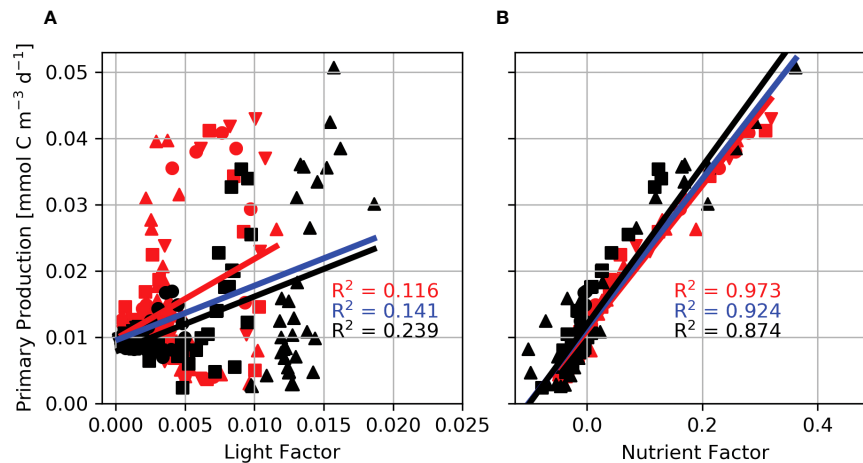 A
B
Primary Production [mmol C m⁻³ d⁻¹]
0.05
0.04
0.03
0.02
0.01
0.00
R² = 0.116
R² = 0.141
R² = 0.239
R² = 0.973
R² = 0.924
R² = 0.874
0.000 0.005 0.010 0.015 0.020 0.025
0.0 0.2 0.4
Light Factor
Nutrient Factor